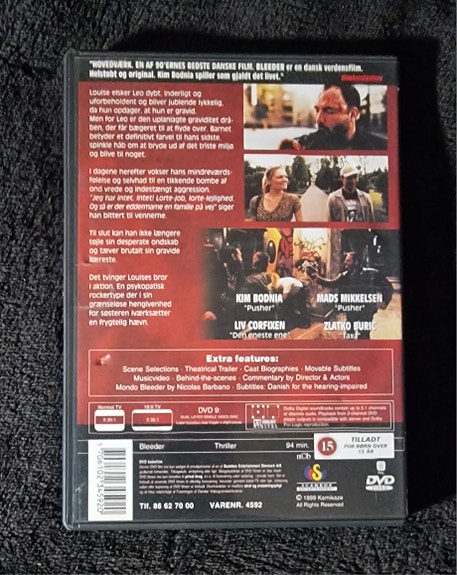 "HOVEDVÆRK. EN AF 90'ERNES BEDSTE DANSKE FILM. BLEEDER er en dansk verdensfilm.
Helstøbt og original. Kim Bodnia spiller som gjaldt det livet."
Louise elsker Leo dybt, inderligt og
uforbeholdent og bliver jublende lykkelig,
da hun opdager, at hun er gravid.
Men for Leo er den uplanlagte graviditet drå-
ben, der får bægeret til at flyde over. Barnet
betyder et definitivt farvel til hans sidste,
spinkle håb om at bryde ud af det triste miljø
og blive til noget.
I dagene herefter vokser hans mindreværds-
følelse og selvhad til en tikkende bombe af
ond vrede og indestængt aggression.
"Jeg har intet. Intet! Lorte-job, lorte-lejlighed.
Og så er der eddermame en familie på vej" siger
han bittert til vennerne.
Til slut kan han ikke længere
tøjle sin desperate ondskab
og tæver brutalt sin gravide
kæreste.
Det tvinger Louises bror
i aktion. En psykopatisk
rockertype der i sin
grænseløse hengivenhed
for søsteren iværksætter
en frygtelig hævn.
KIM BODNIA
"Pusher"
MADS MIKKELSEN
"Pusher"
LIV CORFIXEN
"Den eneste ene"
ZLATKO BURIC
"Taxa"
Extra features:
Scene Selections · Theatrical Trailer · Cast Biographies · Movable Subtitles
Musicvideo · Behind-the-scenes · Commentary by Director & Actors
Mondo Bleeder by Nicolas Barbano · Subtitles: Danish for the hearing-impaired
Normal TV
16:9 TV
DVD 9:
Bleeder
Thriller
94 min.
15
TILLADT
FOR BØRN OVER
15 ÅR
Tlf. 86 62 70 00
VARENR. 4592
SCANBOX
© 1999 Kamikaze
All Rights Reserved
DVD
5706102345920